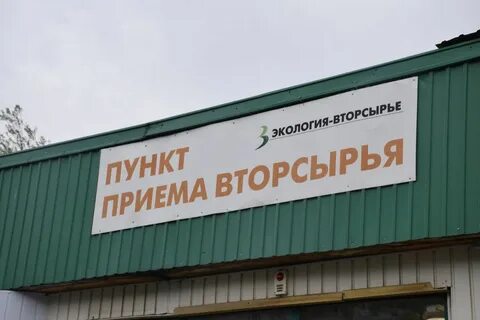 ЭКОЛОГИЯ-ВТОРСЫРЬЕ
ПУНКТ
ПРИЕМА ВТОРСЫРЬЯ